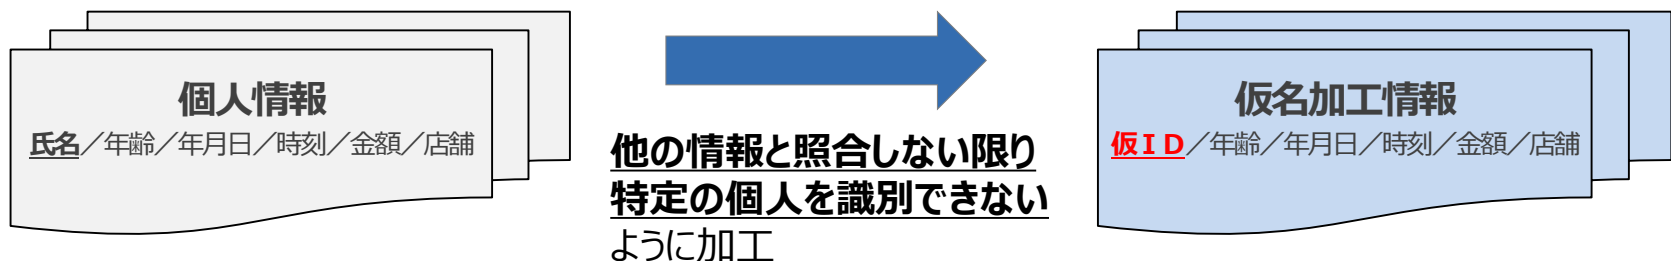 個人情報
氏名／年齢／年月日／時刻／金額／店舗
他の情報と照合しない限り
特定の個人を識別できない
ように加工
仮名加工情報
仮ＩＤ／年齢／年月日／時刻／金額／店舗